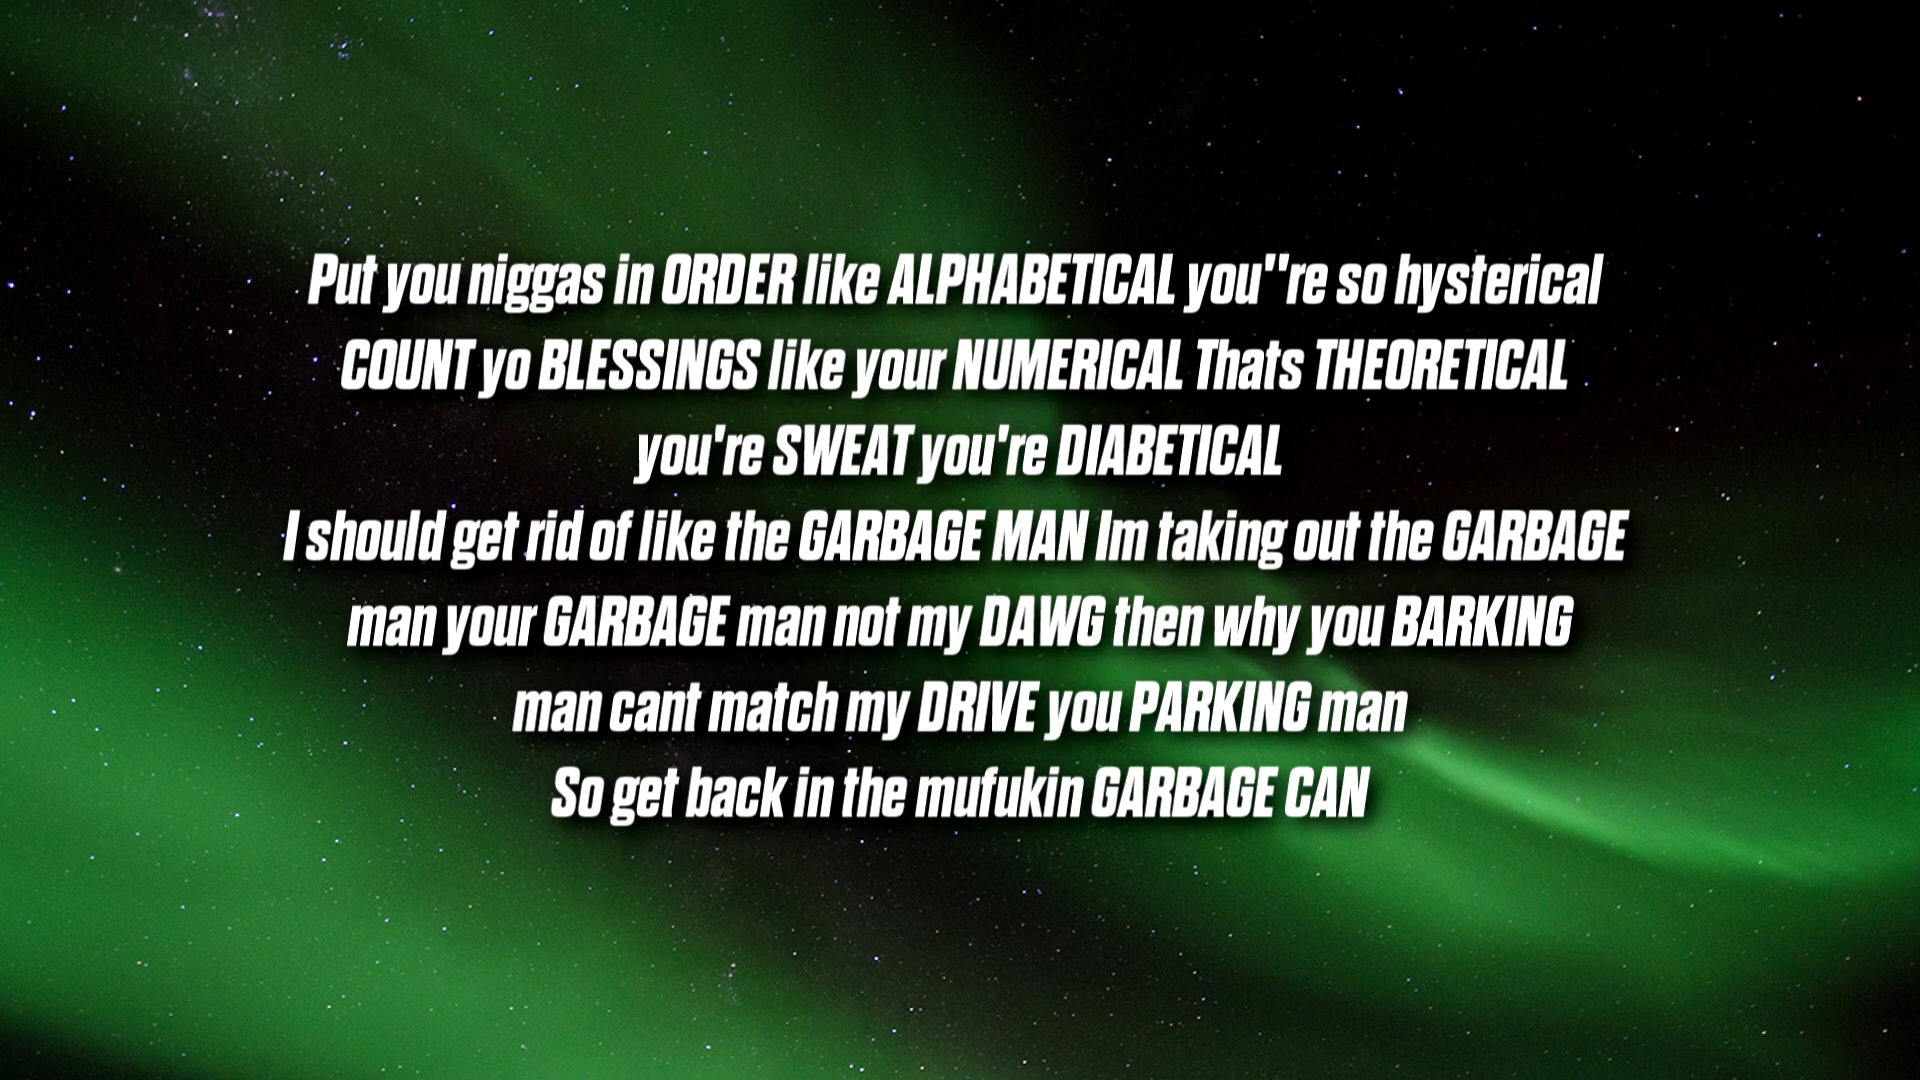 Put you niggas in ORDER like ALPHABETICAL you"re so hysterical
COUNT yo BLESSINGS like your NUMERICAL Thats THEORETICAL
you're SWEAT you're DIABETICAL
I should get rid of like the GARBAGE MAN Im taking out the GARBAGE
man your GARBAGE man not my DAWG then why you BARKING
man cant match my DRIVE you PARKING man
So get back in the mufukin GARBAGE CAN